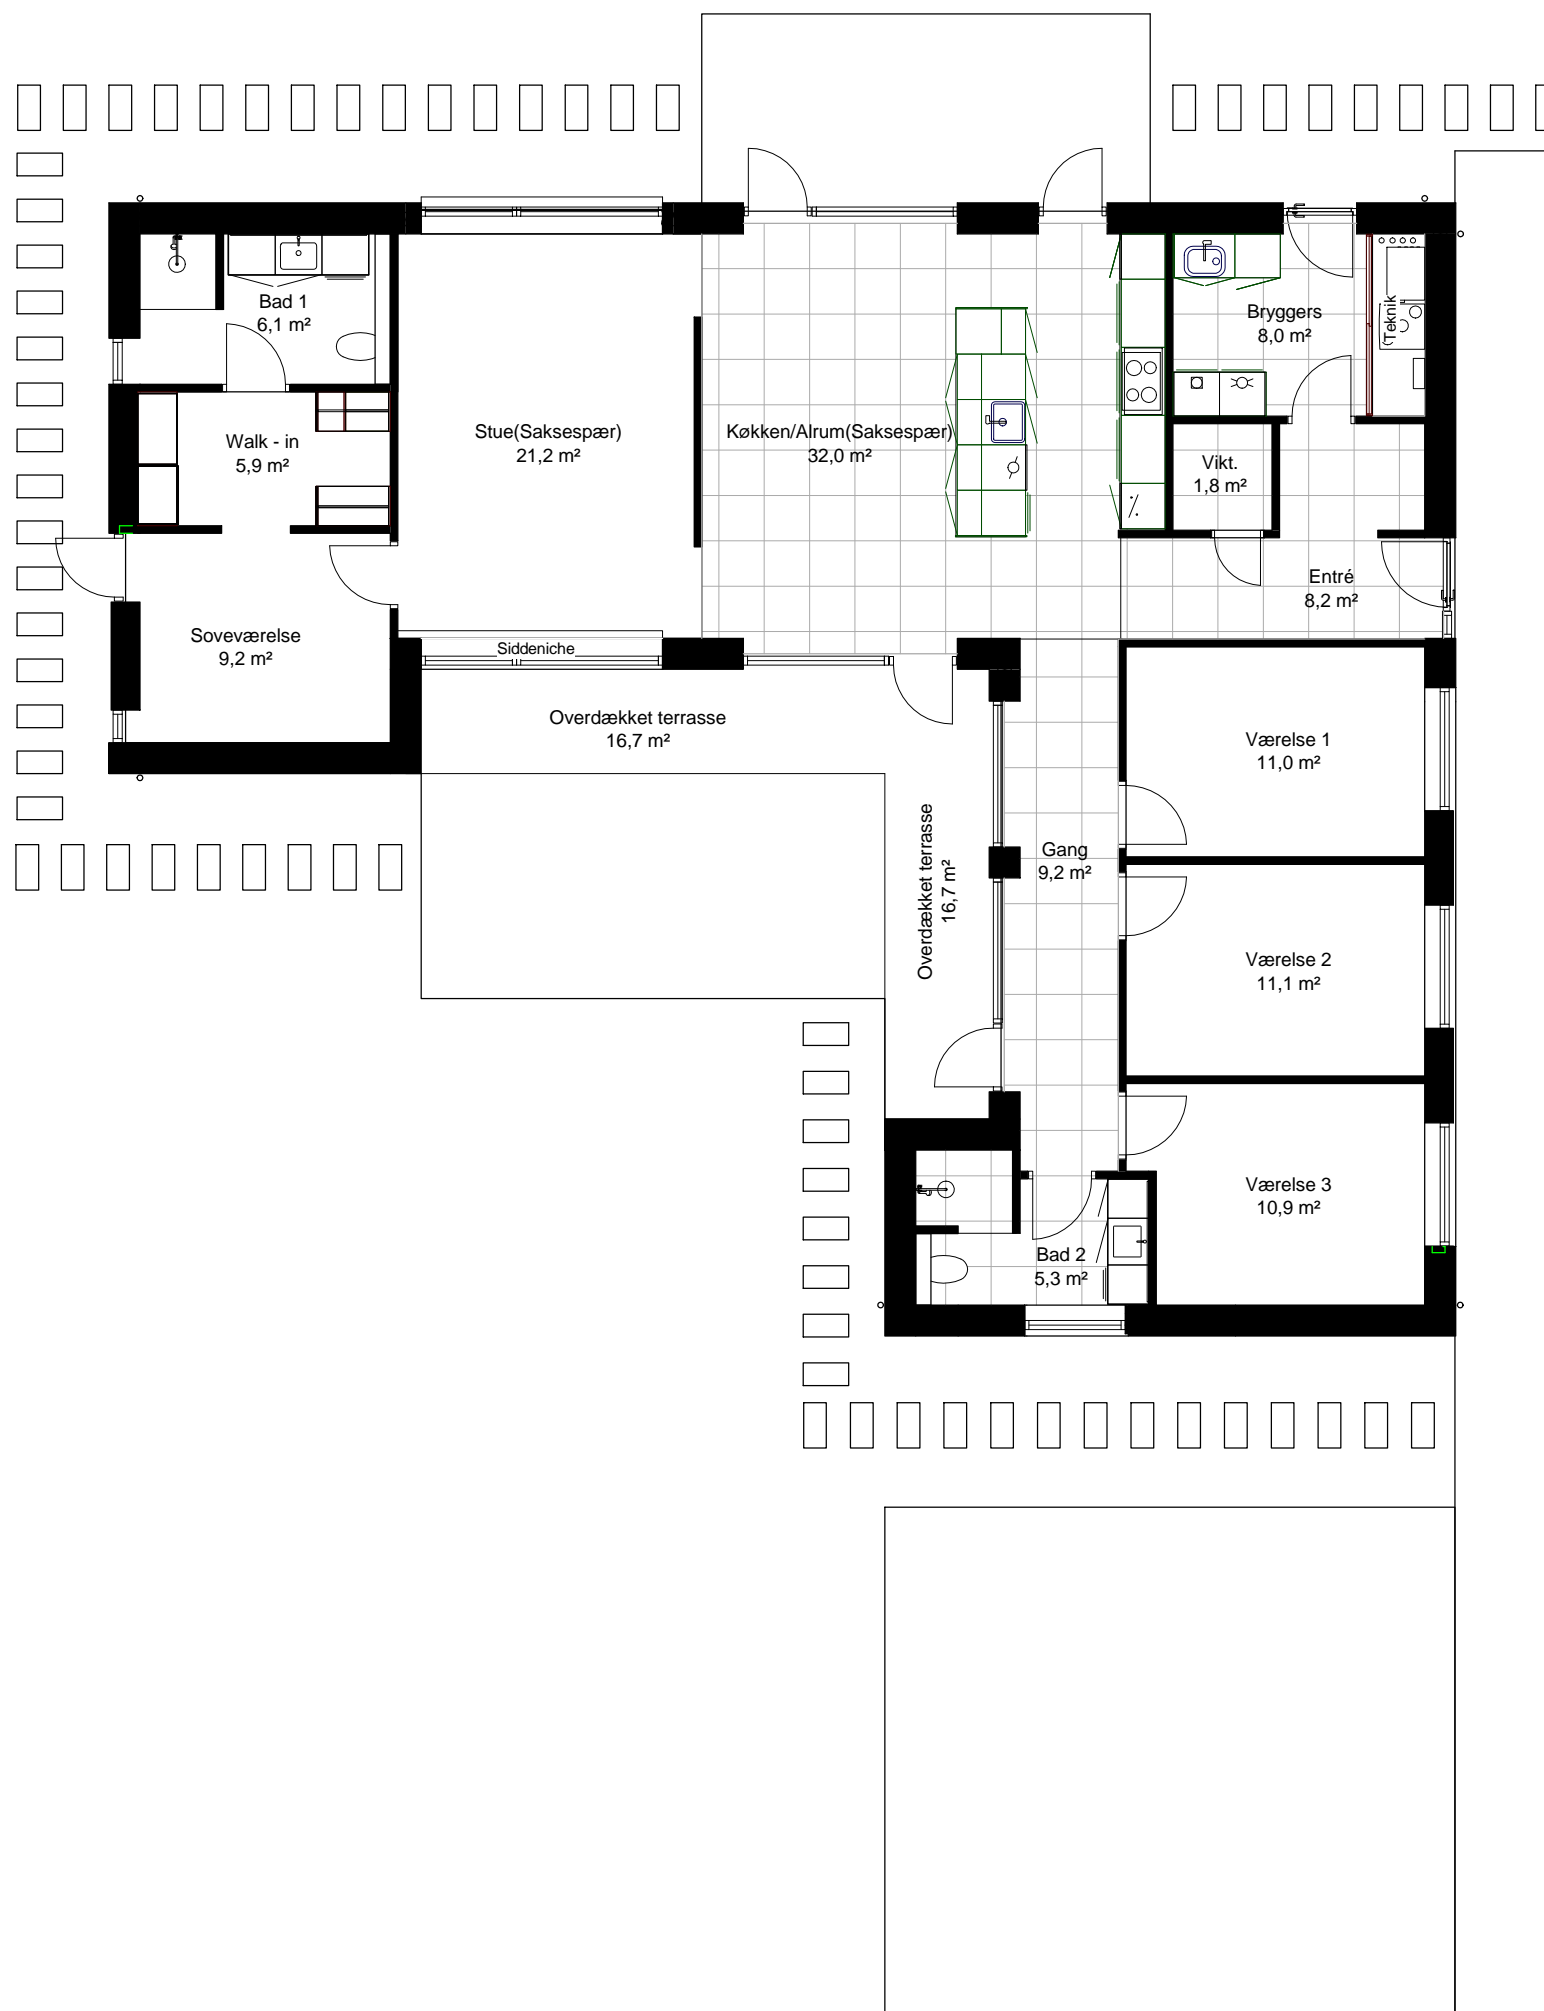 Bad 1
6,1 m²
Bryggers
8,0 m²
Teknik
Walk - in
5,9 m²
Stue(Saksespær)
21,2 m²
Køkken/Alrum(Saksespær)
32,0 m²
Vikt.
1,8 m²
Entré
8,2 m²
Soveværelse
9,2 m²
Siddeniche
Overdækket terrasse
16,7 m²
Værelse 1
11,0 m²
Overdækket terrasse
16,7 m²
Gang
9,2 m²
Værelse 2
11,1 m²
Værelse 3
10,9 m²
Bad 2
5,3 m²